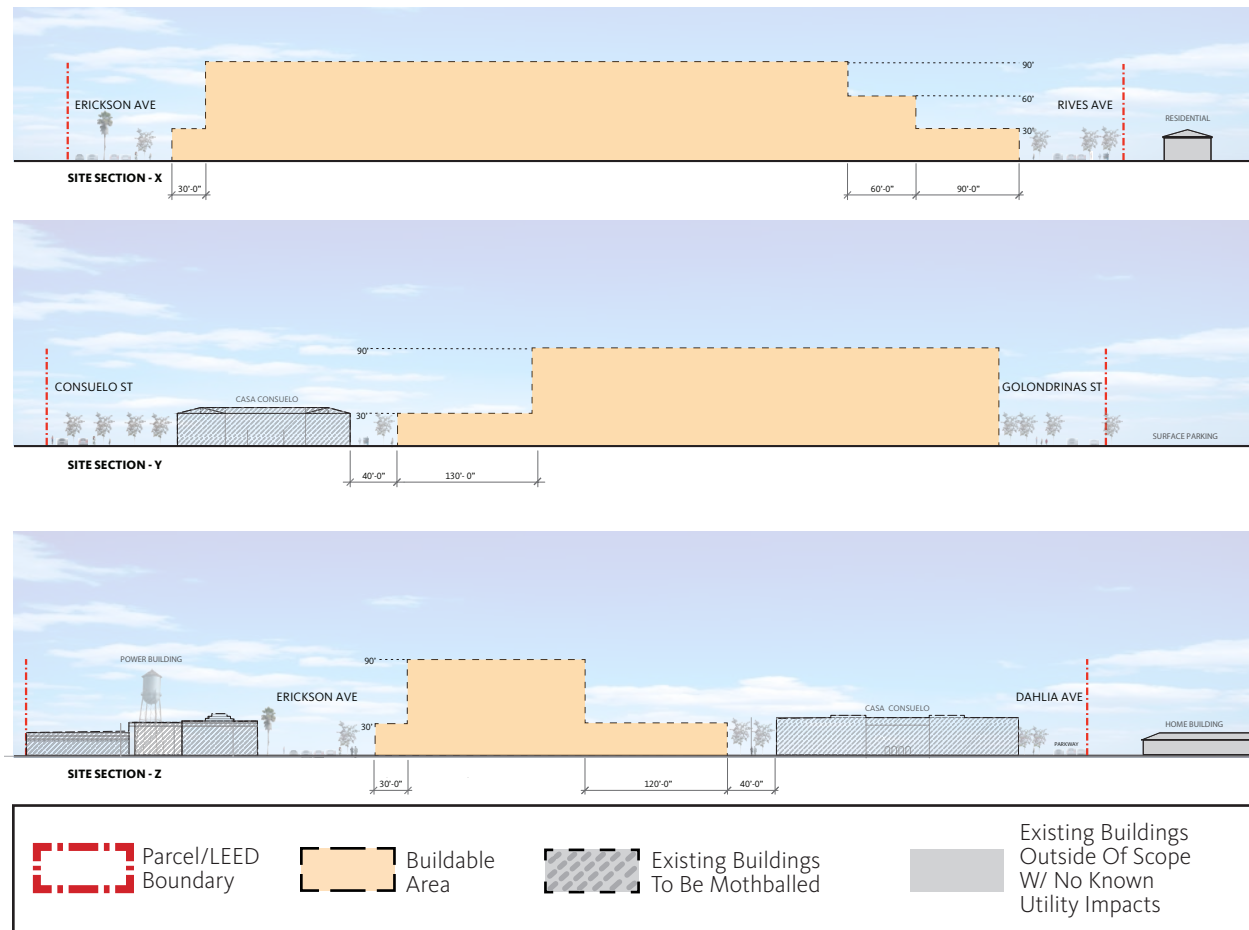 90'
60'
30'
ERICKSON AVE
RIVES AVE
RESIDENTIAL
SITE SECTION - X
30'-0"
60'-0"
90'-0"
90'
30'
CONSUELO ST
CASA CONSUELO
GOLONDRINAS ST
SURFACE PARKING
SITE SECTION - Y
40'-0"
130'- 0"
90'
30'
POWER BUILDING
ERICKSON AVE
CASA CONSUELO
DAHLIA AVE
HOME BUILDING
PARKWAY
SITE SECTION - Z
30'-0"
120'-0"
40'-0"
Parcel/LEED
Boundary
Buildable
Area
Existing Buildings
To Be Mothballed
Existing Buildings
Outside Of Scope
W/ No Known
Utility Impacts